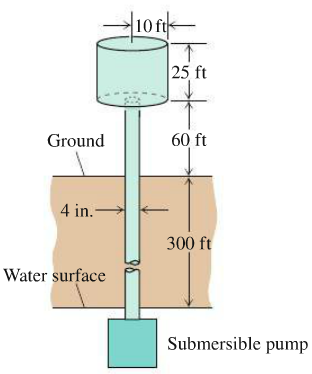 10 ft
25 ft
Ground
60 ft
4 in.
300 ft
Water surface
Submersible pump